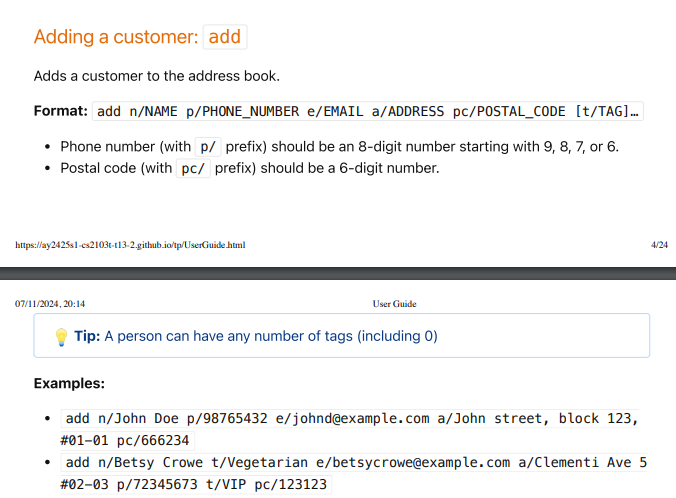 Adding a customer: add
Adds a customer to the address book.
Format: add n/NAME p/PHONE_NUMBER e/EMAIL a/ADDRESS pc/POSTAL_CODE [t/TAG]…
• Phone number (with p/ prefix) should be an 8-digit number starting with 9, 8, 7, or 6.
• Postal code (with pc/ prefix) should be a 6-digit number.
https://ay2425s1-cs2103t-t13-2.github.io/tp/UserGuide.html 4/24
07/11/2024, 20:14 User Guide
Tip: A person can have any number of tags (including 0)
Examples:
• add n/John Doe p/98765432 e/johnd@example.com a/John street, block 123,
#01-01 pc/666234
• add n/Betsy Crowe t/Vegetarian e/betsycrowe@example.com a/Clementi Ave 5
#02-03 p/72345673 t/VIP pc/123123